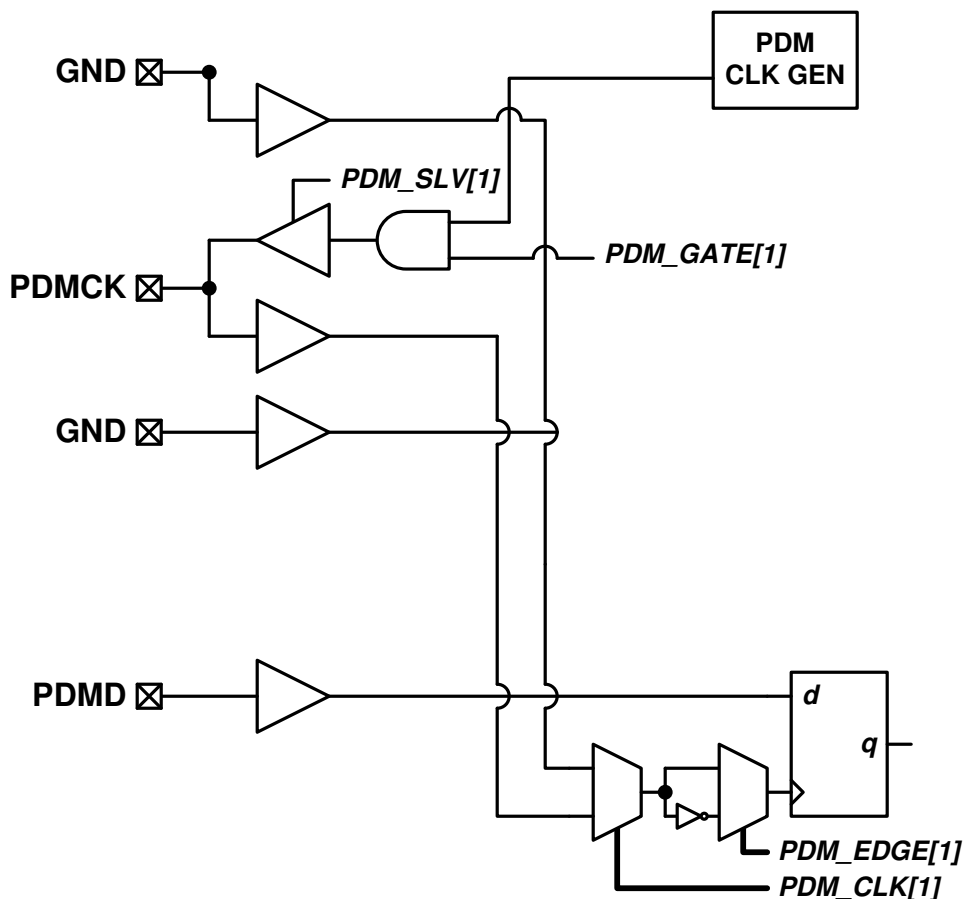 PDM
CLK GEN
GND
PDM_SLV[1]
PDM_GATE[1]
PDMCK
GND
PDMD
d
q
PDM_EDGE[1]
PDM_CLK[1]